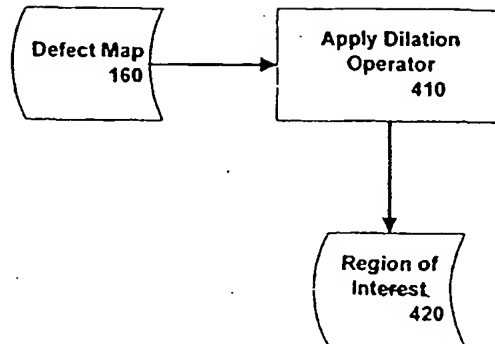 Defect Map
160
Apply Dilation
Operator
410
Region of
Interest
420